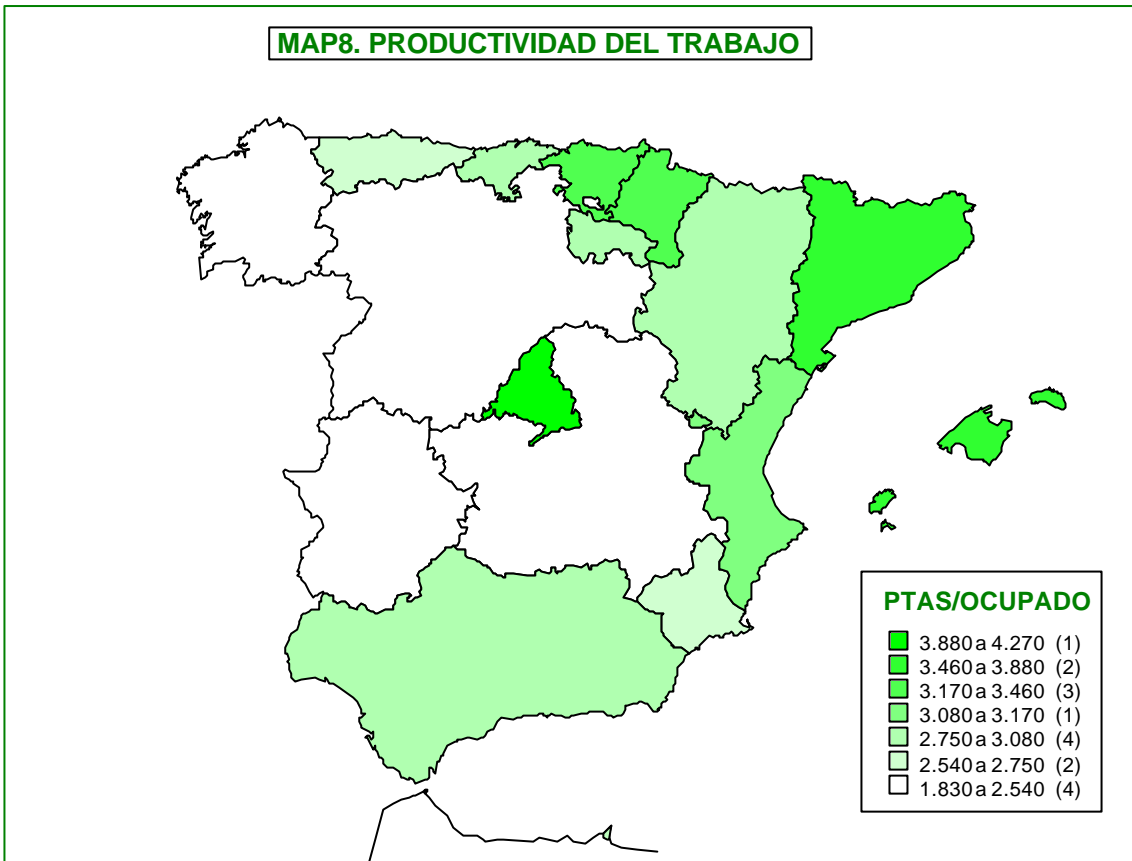 MAP8. PRODUCTIVIDAD DEL TRABAJO
PTAS/OCUPADO
3.880 a 4.270 (1)
3.460 a 3.880 (2)
3.170 a 3.460 (3)
3.080 a 3.170 (1)
2.750 a 3.080 (4)
2.540 a 2.750 (2)
1.830 a 2.540 (4)